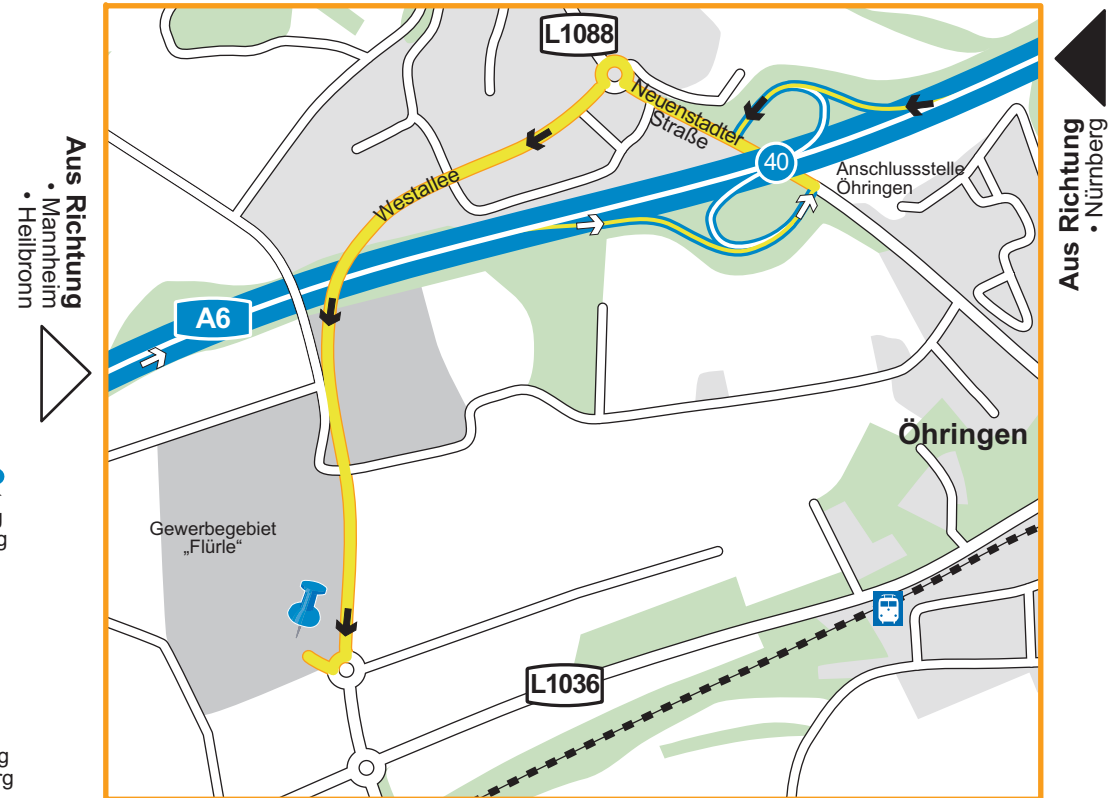 L1088
Neuenstadter
Straße
40
Anschlussstelle
Öhringen
Westallee
A6
Öhringen
Gewerbegebiet
„Flürle“
L1036
Aus Richtung
• Mannheim
• Heilbronn
Aus Richtung
• Nürnberg